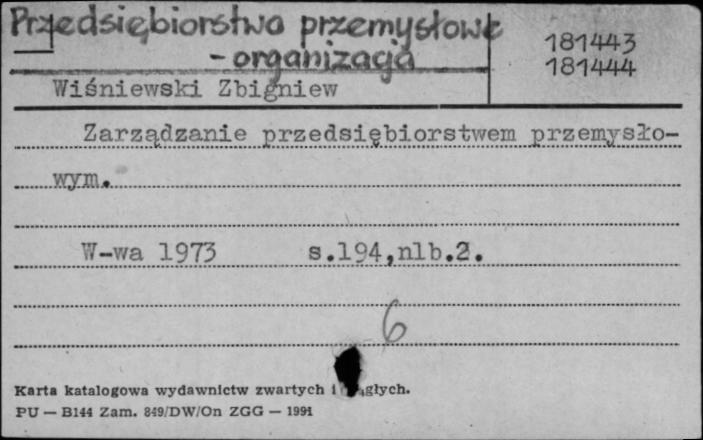 Przedsiębiorstwo przemysłowe
- organizacja
181443
181444
Wiśniewski Zbigniew
Zarządzanie przedsiębiorstwem przemysło-
wym.
W-wa 1973 s.194,nlb.2.
6
Karta katalogowa wydawnictw zwartych i
PU — B144 Zam. 849/DW/On ZGG — 1991